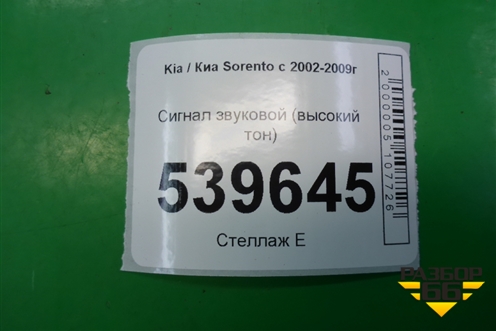 Kia / Киа Sorento с 2002-2009г
Сигнал звуковой (высокий
тон)
539645
Стеллаж Е
2000005107726
РАЗБОР
66